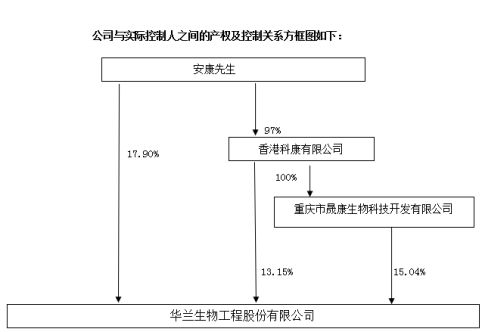 公司与实际控制人之间的产权及控制关系方框图如下：
安康先生
97%
17.90%
香港科康有限公司
100%
重庆市晟康生物科技开发有限公司
13.15%
15.04%
华兰生物工程股份有限公司